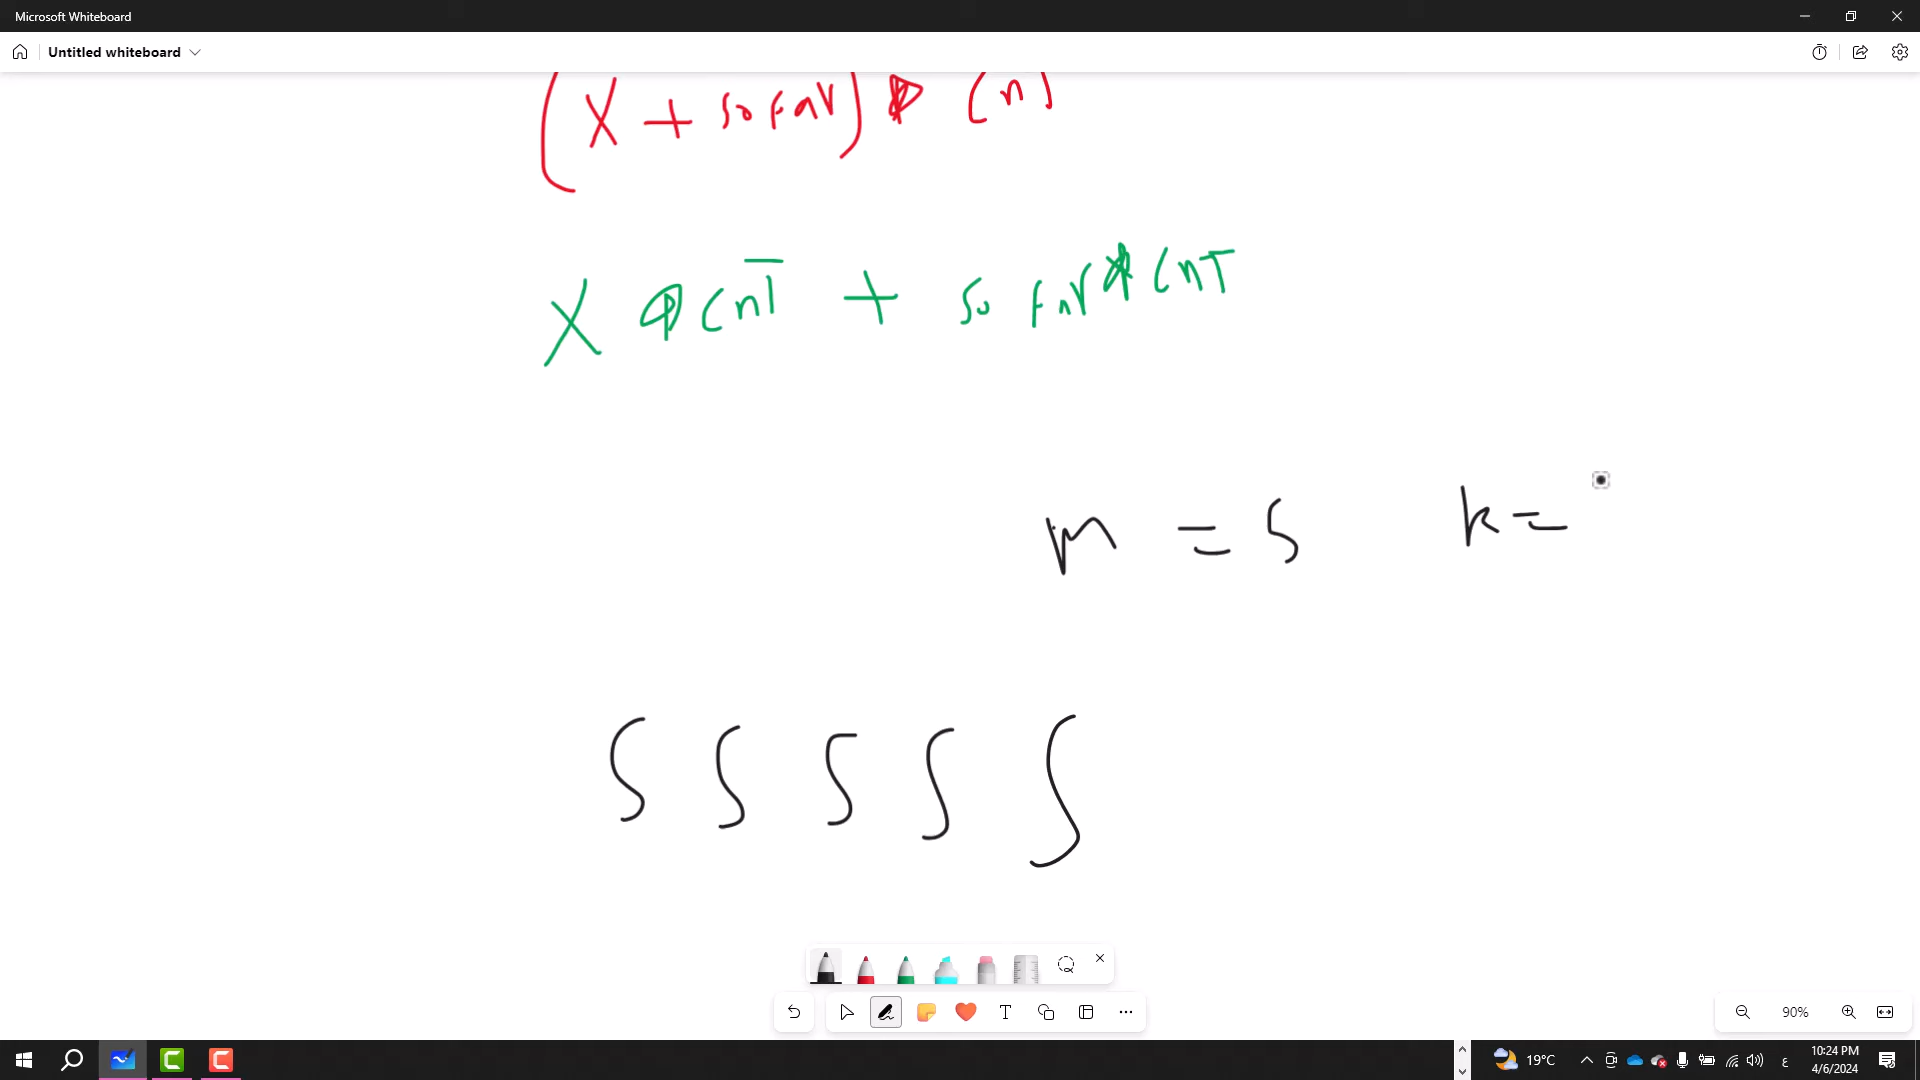 Microsoft Whiteboard
Untitled whiteboard
(X + so far) * cnt
X * cnT + so far * cnT
m = 5 k =
5 5 5 5 5
90%
19°C
ع
10:24 PM
4/6/2024